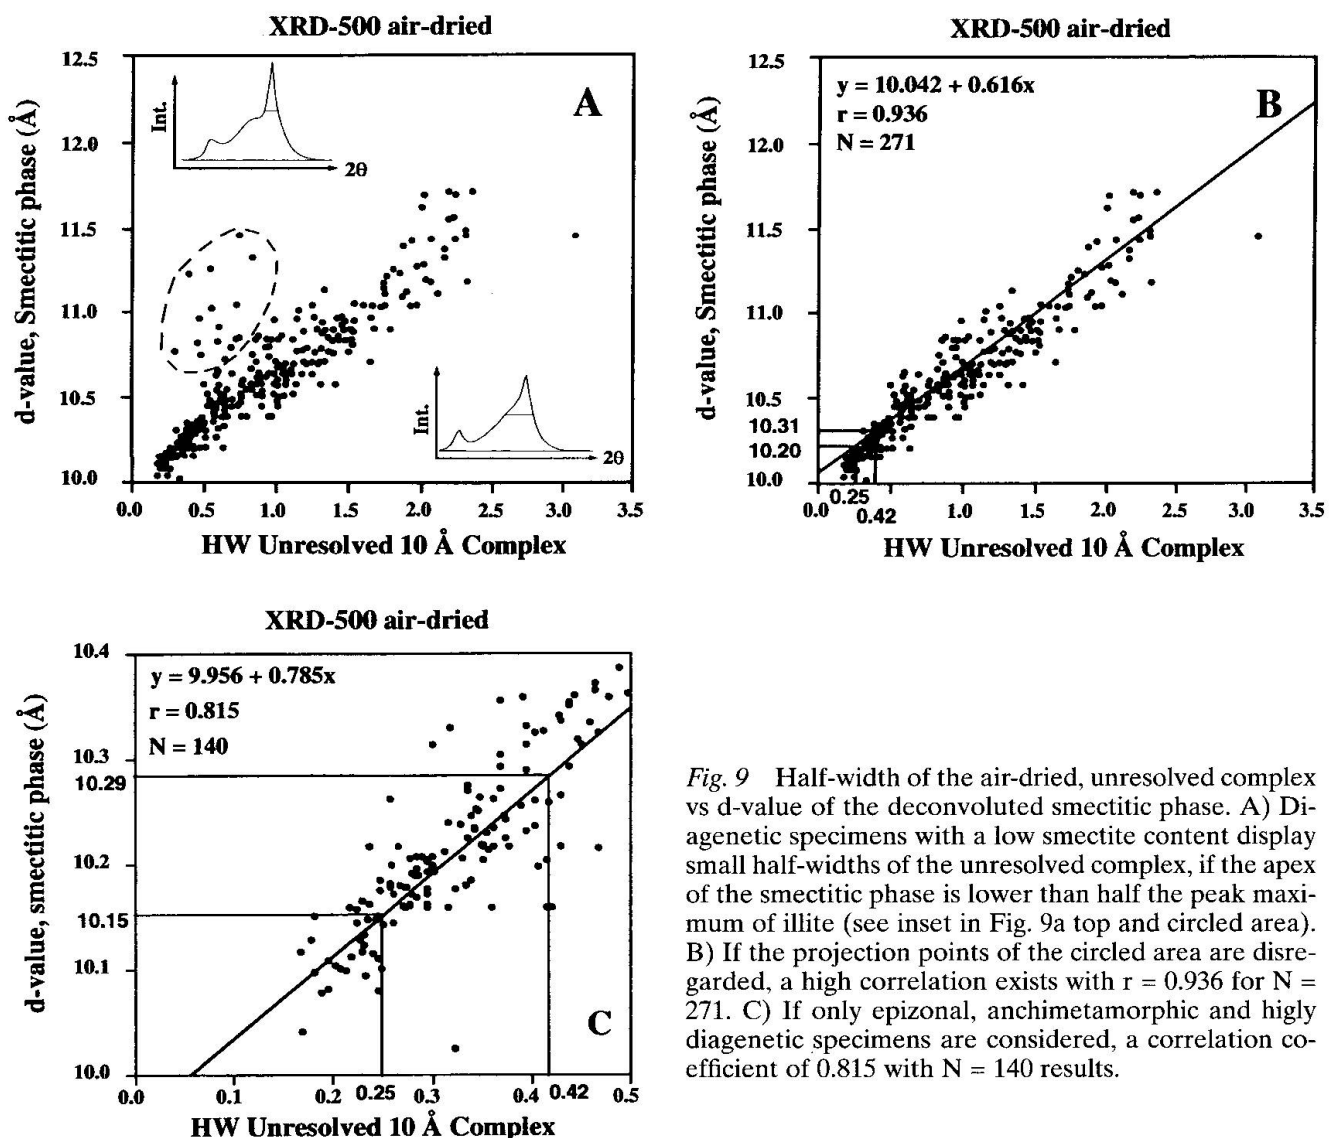 XRD-500 air-dried
12.5
12.0
11.5
11.0
10.5
10.0
d-value, Smectitic phase (Å)
A
Int.
2θ
Int.
2θ
0.0 0.5 1.0 1.5 2.0 2.5 3.0 3.5
HW Unresolved 10 Å Complex
XRD-500 air-dried
12.5
12.0
11.5
11.0
10.5
10.31
10.20
10.0
d-value, Smectitic phase (Å)
y = 10.042 + 0.616x
r = 0.936
N = 271
B
0.0 0.25 0.42 1.0 1.5 2.0 2.5 3.0 3.5
HW Unresolved 10 Å Complex
XRD-500 air-dried
10.4
10.3
10.29
10.2
10.15
10.1
10.0
d-value, smectitic phase (Å)
y = 9.956 + 0.785x
r = 0.815
N = 140
C
0.0 0.1 0.2 0.25 0.3 0.4 0.42 0.5
HW Unresolved 10 Å Complex
Fig. 9 Half-width of the air-dried, unresolved complex
vs d-value of the deconvoluted smectitic phase. A) Di-
agenetic specimens with a low smectite content display
small half-widths of the unresolved complex, if the apex
of the smectitic phase is lower than half the peak maxi-
mum of illite (see inset in Fig. 9a top and circled area).
B) If the projection points of the circled area are disre-
garded, a high correlation exists with r = 0.936 for N =
271. C) If only epizonal, anchimetamorphic and higly
diagenetic specimens are considered, a correlation co-
efficient of 0.815 with N = 140 results.